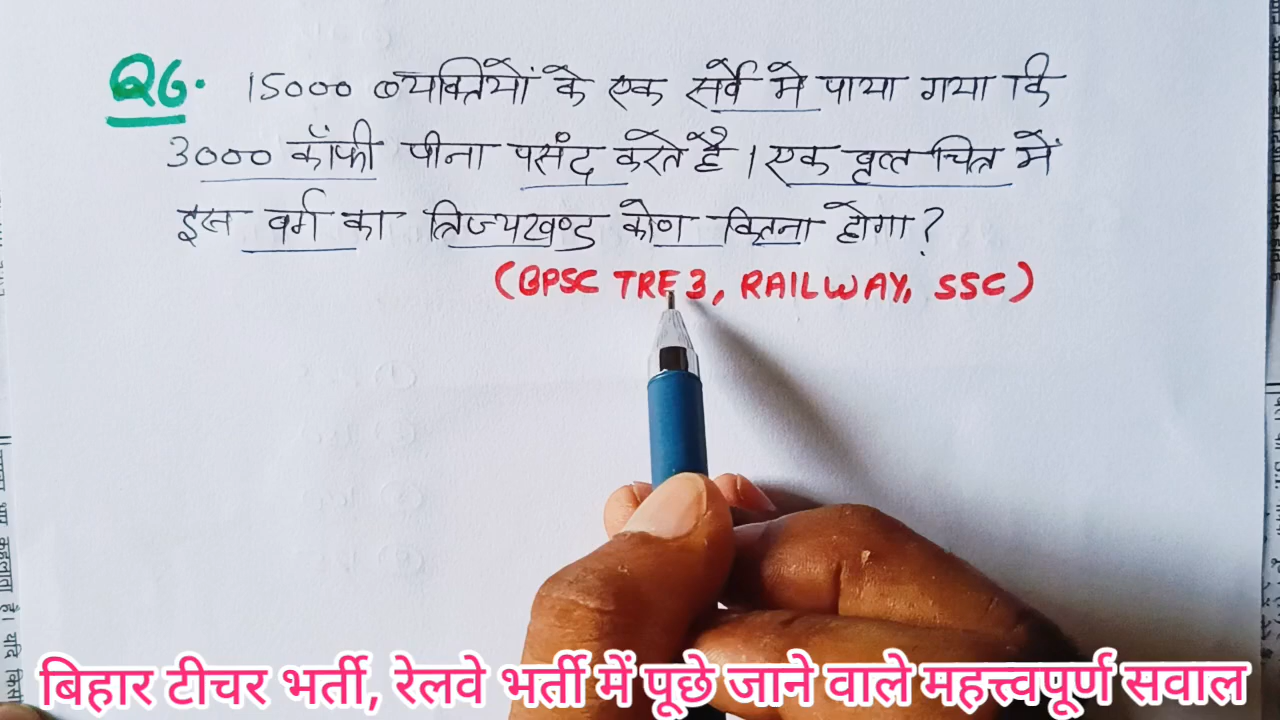 Q6. 15000 व्यक्तियों के एक सर्वे मे पाया गया कि
3000 कॉफी पीना पसंद करते है। एक वृत्त चित्र में
इस वर्ग का त्रिज्यखण्ड कोण कितना होगा?
(BPSC TRE 3, RAILWAY, SSC)
बिहार टीचर भर्ती, रेलवे भर्ती में पूछे जाने वाले महत्त्वपूर्ण सवाल